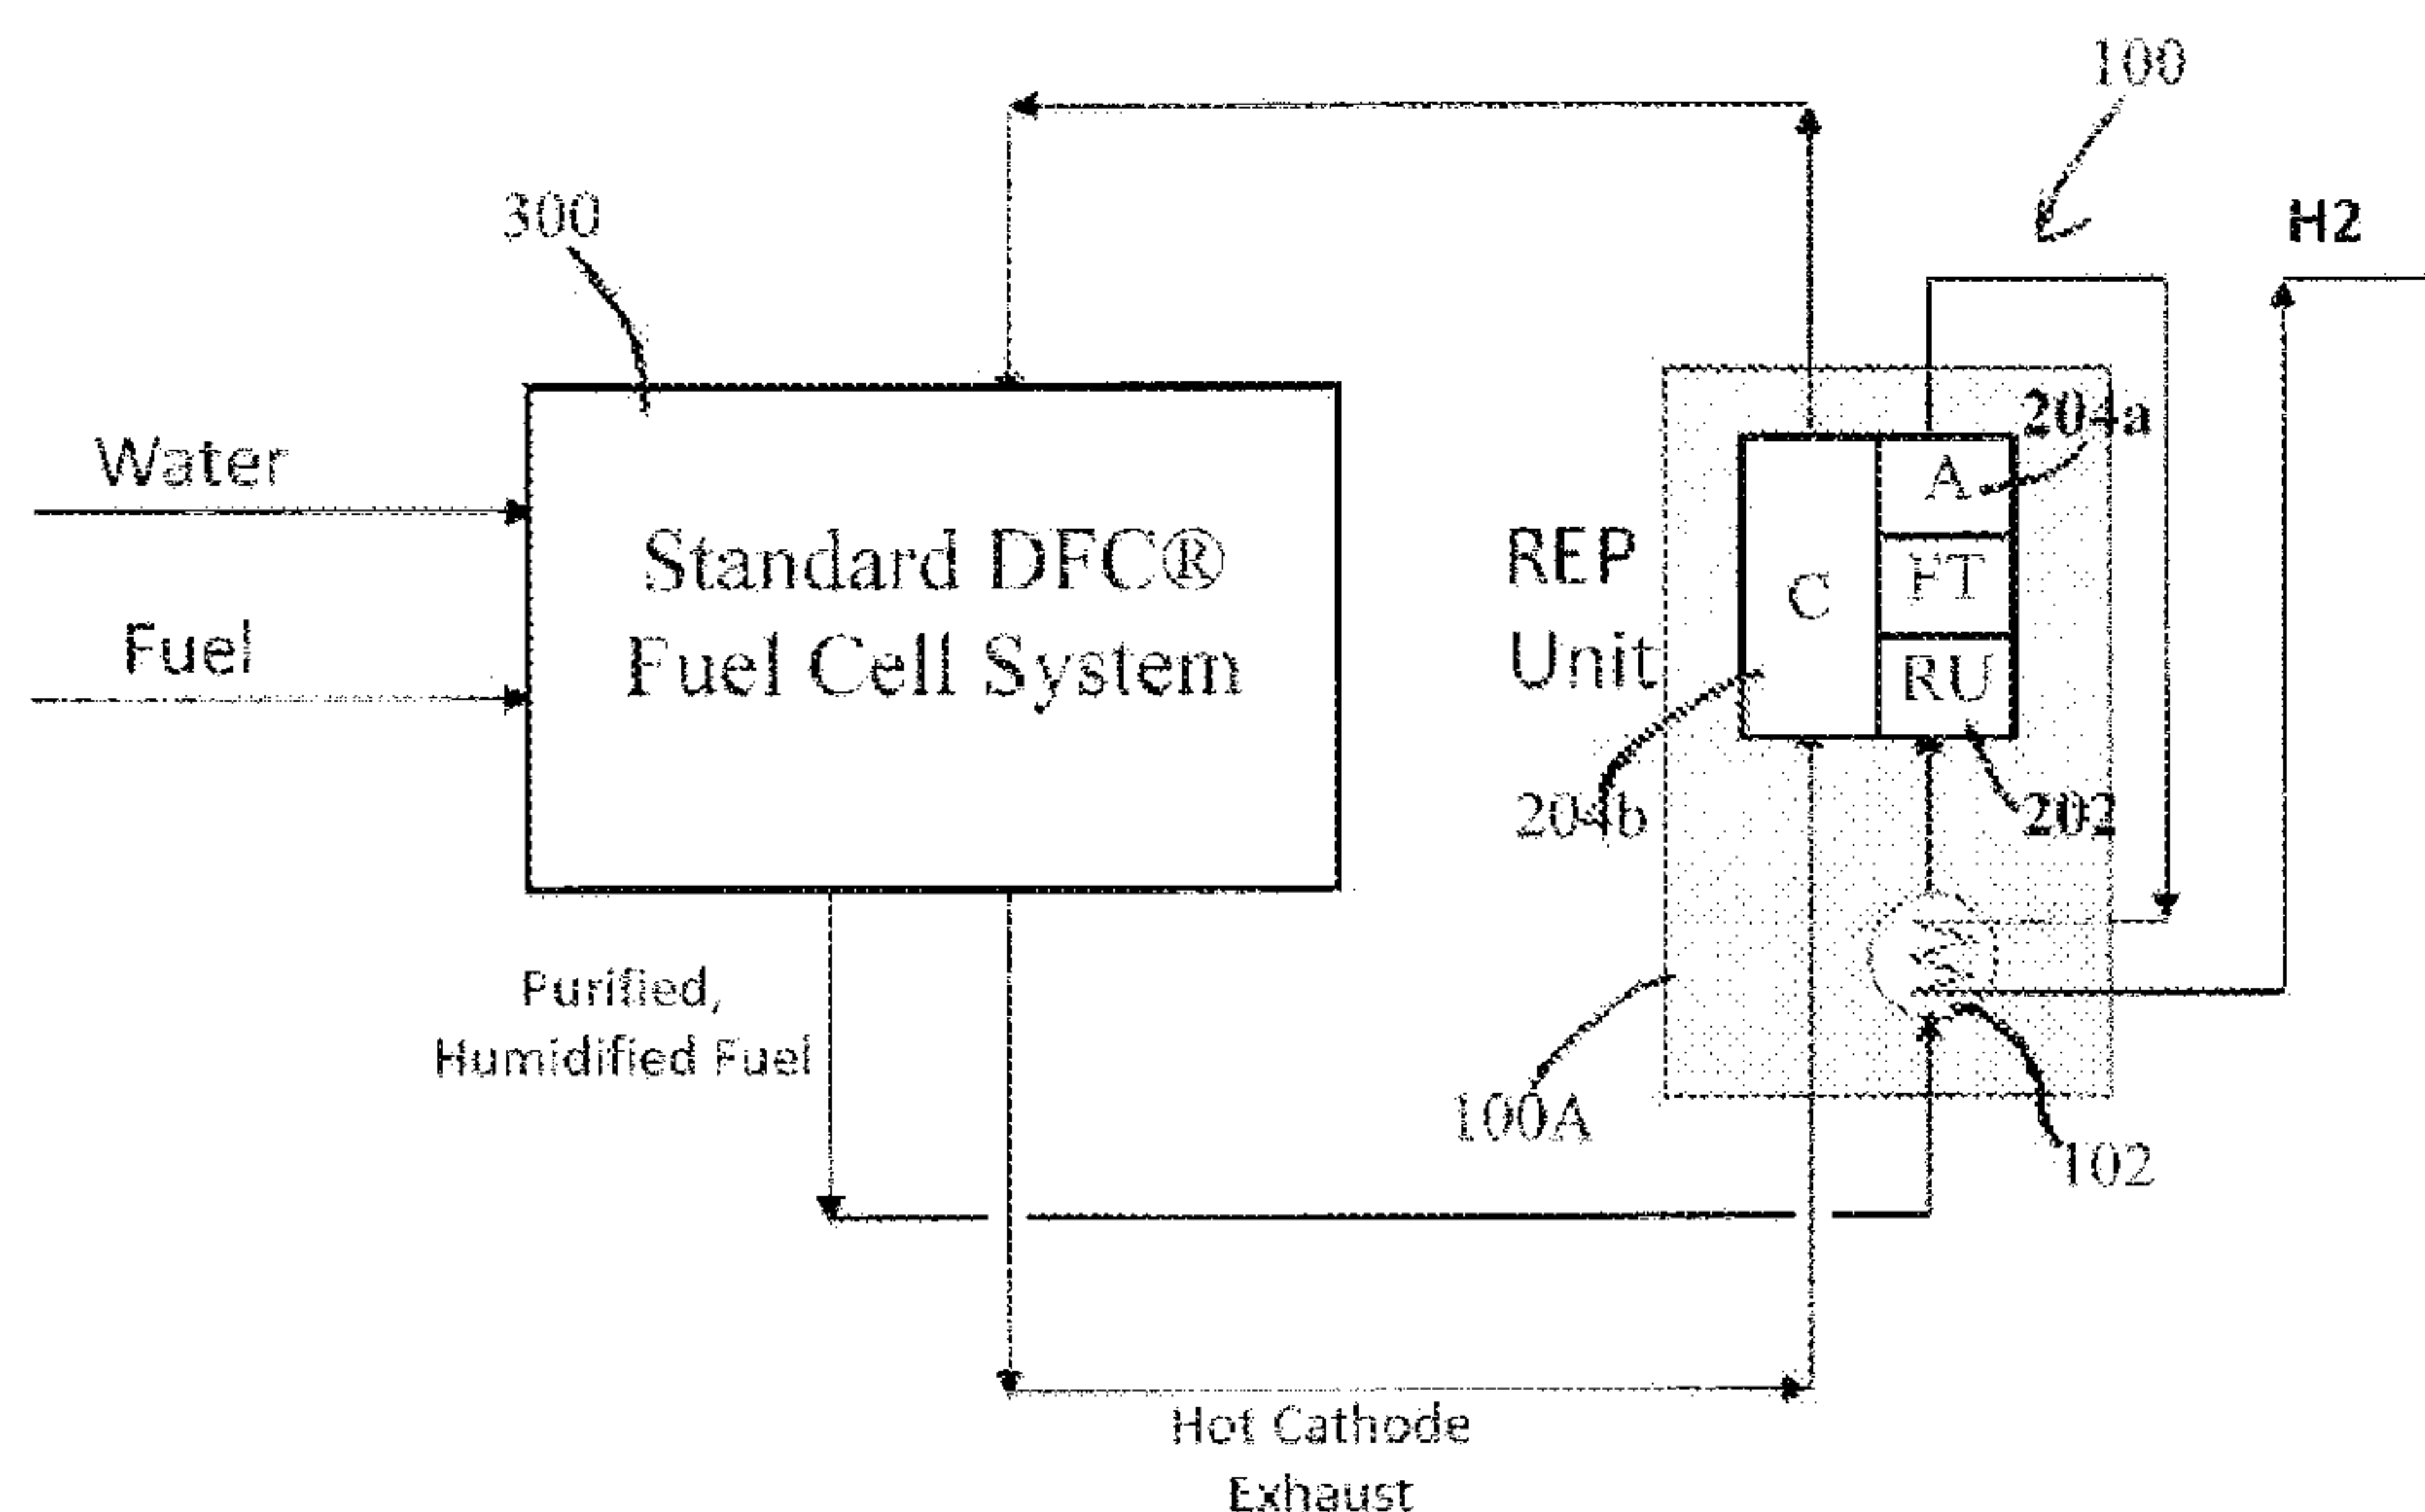 100
H2
300
204a
Water
A
Standard DFC®
REP
FT
C
Fuel
Fuel Cell System
Unit
RU
204b
202
Purified,
Humidified Fuel
100A
102
Hot Cathode
Exhaust